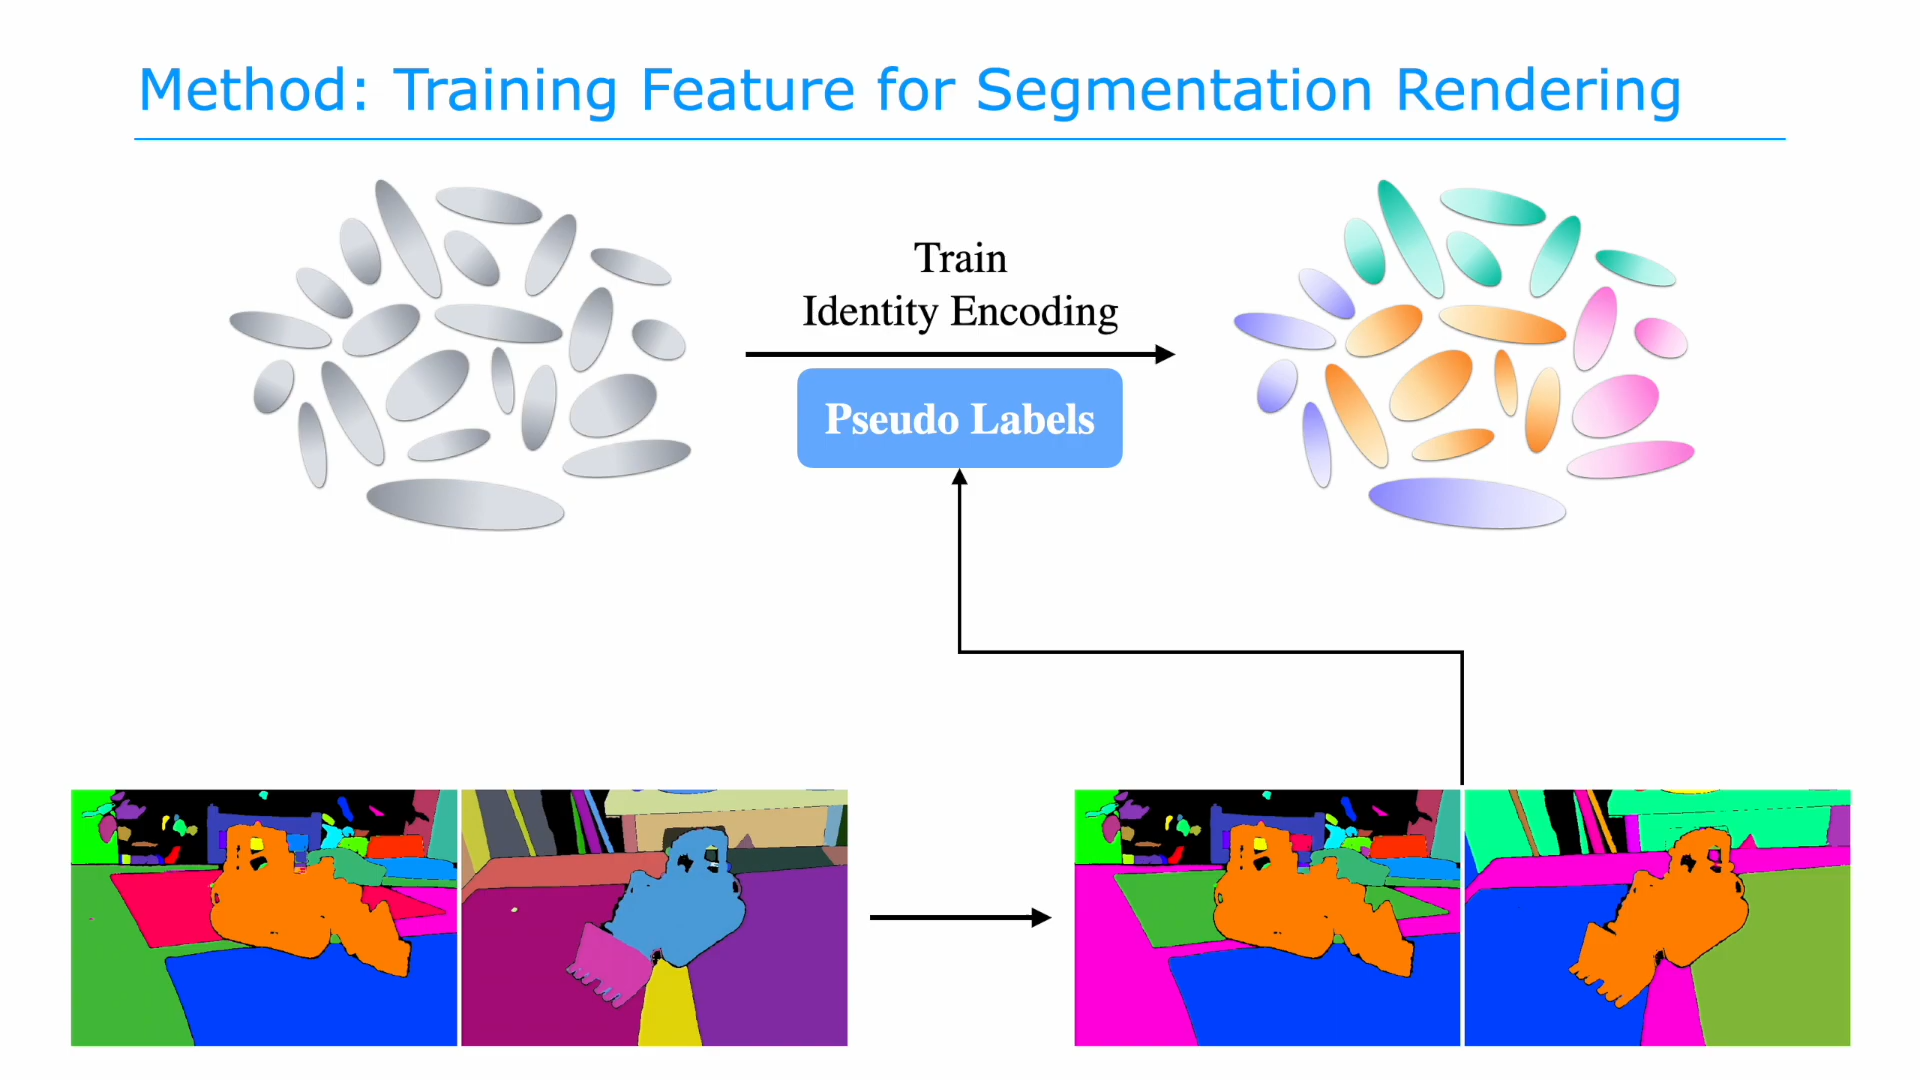 Method: Training Feature for Segmentation Rendering
Train
Identity Encoding
Pseudo Labels